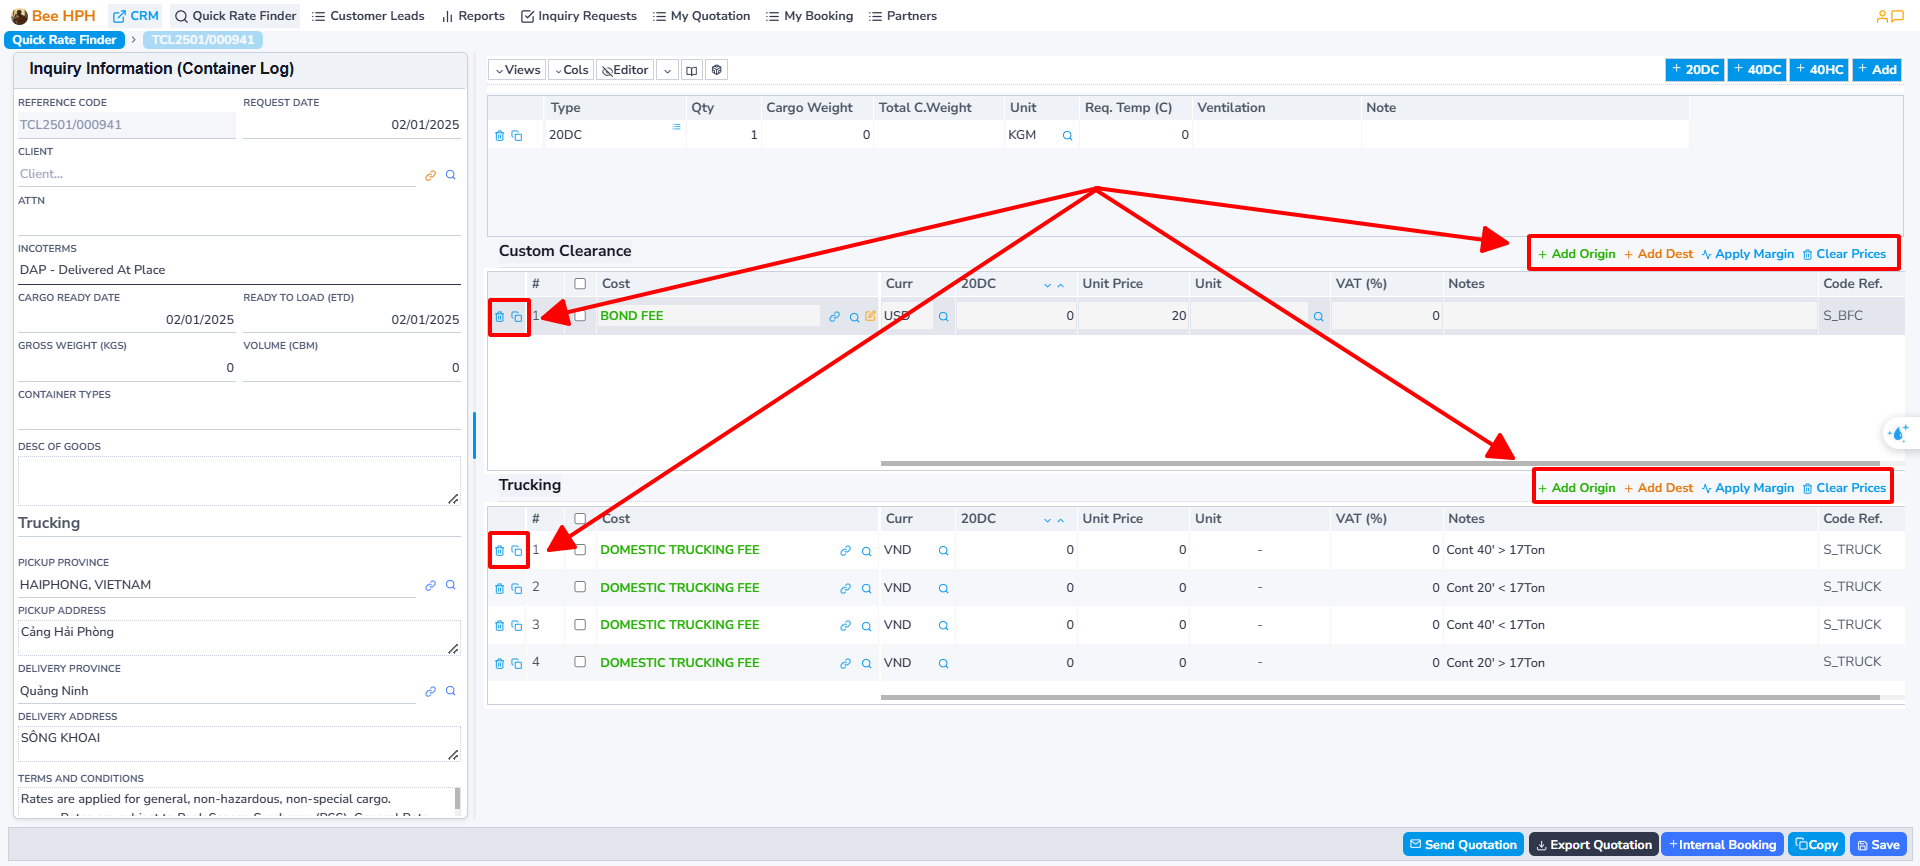 Bee HPH CRM Quick Rate Finder Customer Leads Reports Inquiry Requests My Quotation My Booking Partners
Quick Rate Finder > TCL2501/000941
Inquiry Information (Container Log)
REFERENCE CODE REQUEST DATE
TCL2501/000941 02/01/2025
CLIENT
Client...
ATTN
INCOTERMS
DAP - Delivered At Place
CARGO READY DATE READY TO LOAD (ETD)
02/01/2025 02/01/2025
GROSS WEIGHT (KGS) VOLUME (CBM)
0 0
CONTAINER TYPES
DESC OF GOODS
Trucking
PICKUP PROVINCE
HAIPHONG, VIETNAM
PICKUP ADDRESS
Cảng Hải Phòng
DELIVERY PROVINCE
Quảng Ninh
DELIVERY ADDRESS
SÔNG KHOAI
TERMS AND CONDITIONS
Rates are applied for general, non-hazardous, non-special cargo.
Views Cols Editor
+ 20DC + 40DC + 40HC + Add
Type Qty Cargo Weight Total C.Weight Unit Req. Temp (C) Ventilation Note
20DC 1 0 KGM 0
Custom Clearance
+ Add Origin + Add Dest Apply Margin Clear Prices
# Cost Curr 20DC Unit Price Unit VAT (%) Notes Code Ref.
1 BOND FEE USD 0 20 0 S_BFC
Trucking
+ Add Origin + Add Dest Apply Margin Clear Prices
# Cost Curr 20DC Unit Price Unit VAT (%) Notes Code Ref.
1 DOMESTIC TRUCKING FEE VND 0 0 - 0 Cont 40' > 17Ton S_TRUCK
2 DOMESTIC TRUCKING FEE VND 0 0 - 0 Cont 20' < 17Ton S_TRUCK
3 DOMESTIC TRUCKING FEE VND 0 0 - 0 Cont 40' < 17Ton S_TRUCK
4 DOMESTIC TRUCKING FEE VND 0 0 - 0 Cont 20' > 17Ton S_TRUCK
Send Quotation Export Quotation +Internal Booking Copy Save